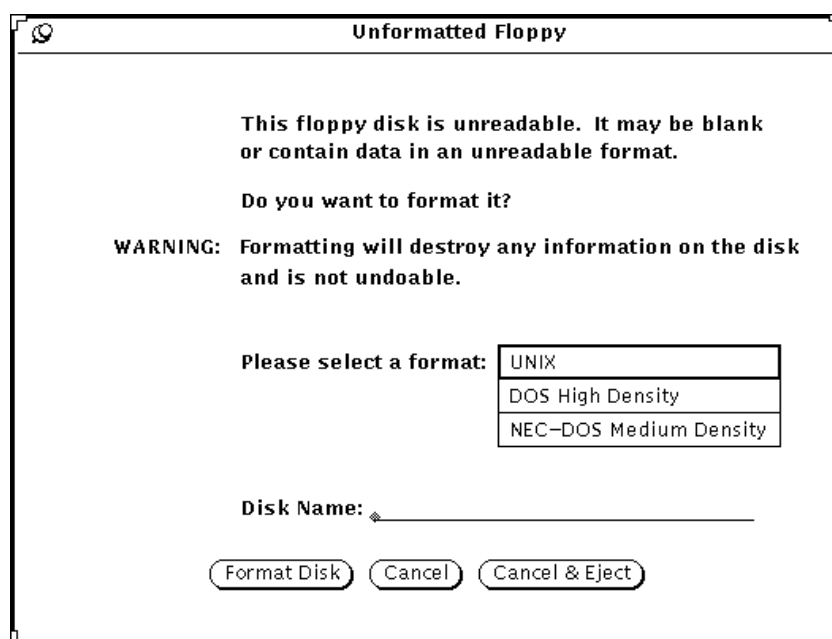 Unformatted Floppy
This floppy disk is unreadable. It may be blank
or contain data in an unreadable format.
Do you want to format it?
WARNING: Formatting will destroy any information on the disk
and is not undoable.
Please select a format: UNIX
DOS High Density
NEC-DOS Medium Density
Disk Name:
Format Disk Cancel Cancel & Eject